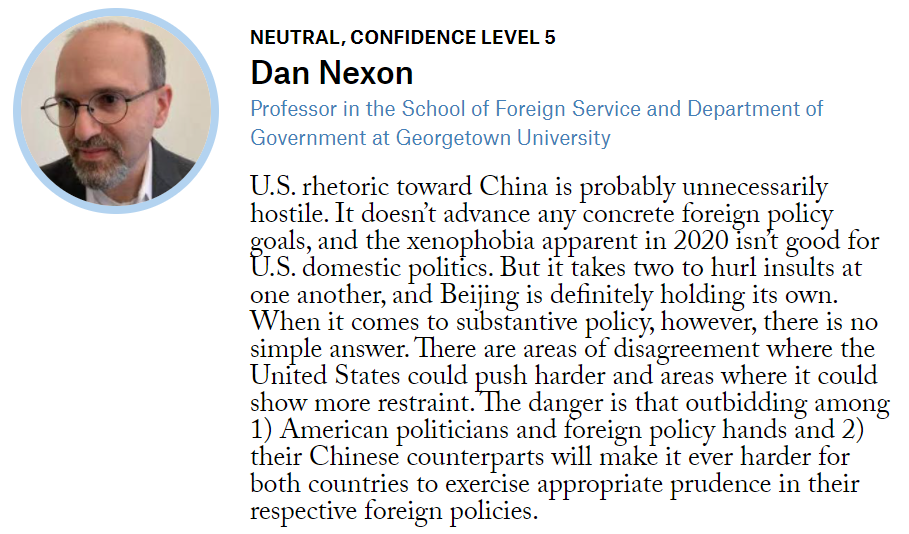 NEUTRAL, CONFIDENCE LEVEL 5
Dan Nexon
Professor in the School of Foreign Service and Department of
Government at Georgetown University
U.S. rhetoric toward China is probably unnecessarily
hostile. It doesn’t advance any concrete foreign policy
goals, and the xenophobia apparent in 2020 isn’t good for
U.S. domestic politics. But it takes two to hurl insults at
one another, and Beijing is definitely holding its own.
When it comes to substantive policy, however, there is no
simple answer. There are areas of disagreement where the
United States could push harder and areas where it could
show more restraint. The danger is that outbidding among
1) American politicians and foreign policy hands and 2)
their Chinese counterparts will make it ever harder for
both countries to exercise appropriate prudence in their
respective foreign policies.